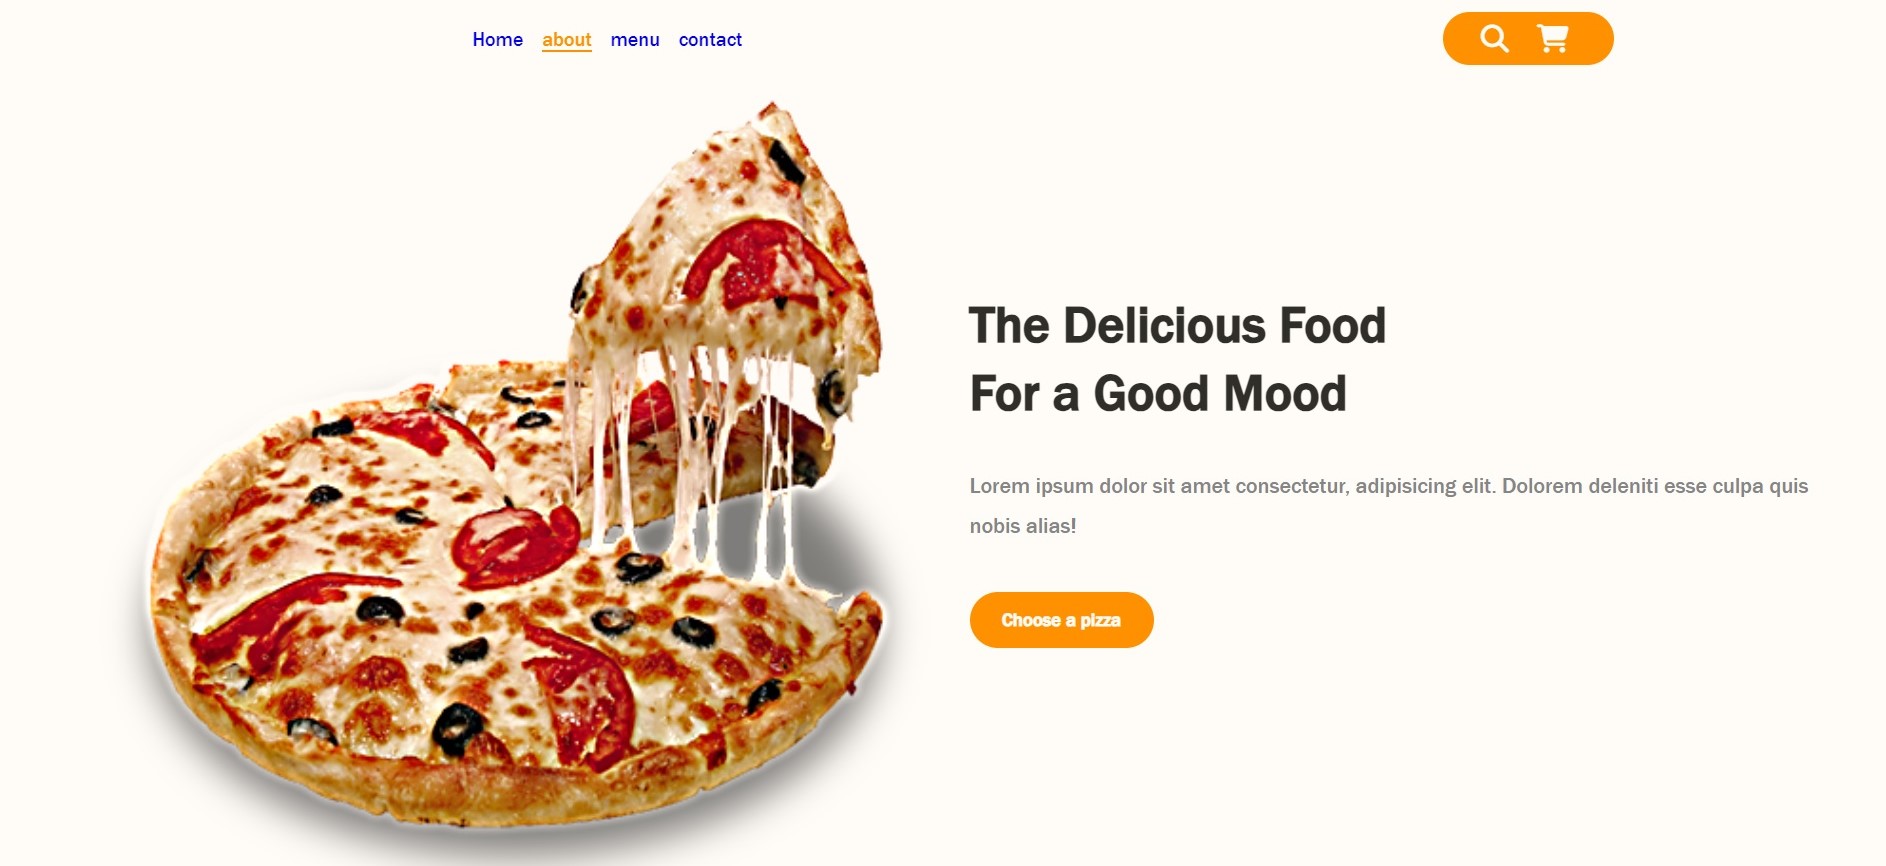 Home about menu contact
The Delicious Food
For a Good Mood
Lorem ipsum dolor sit amet consectetur, adipisicing elit. Dolorem deleniti esse culpa quis
nobis alias!
Choose a pizza